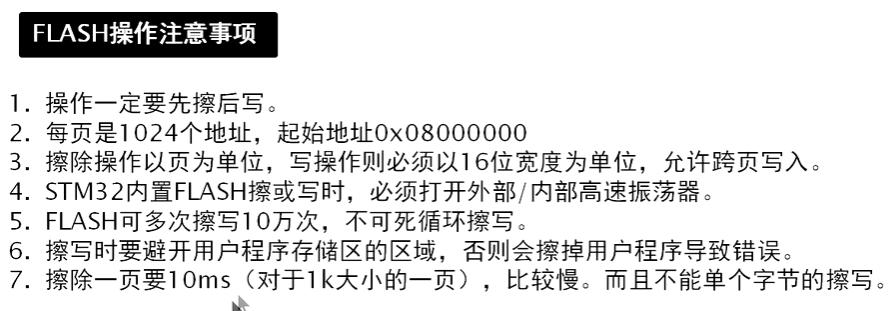 FLASH操作注意事项
1. 操作一定要先擦后写。
2. 每页是1024个地址，起始地址0x08000000
3. 擦除操作以页为单位，写操作则必须以16位宽度为单位，允许跨页写入。
4. STM32内置FLASH擦或写时，必须打开外部/内部高速振荡器。
5. FLASH可多次擦写10万次，不可死循环擦写。
6. 擦写时要避开用户程序存储区的区域，否则会擦掉用户程序导致错误。
7. 擦除一页要10ms（对于1k大小的一页），比较慢。而且不能单个字节的擦写。